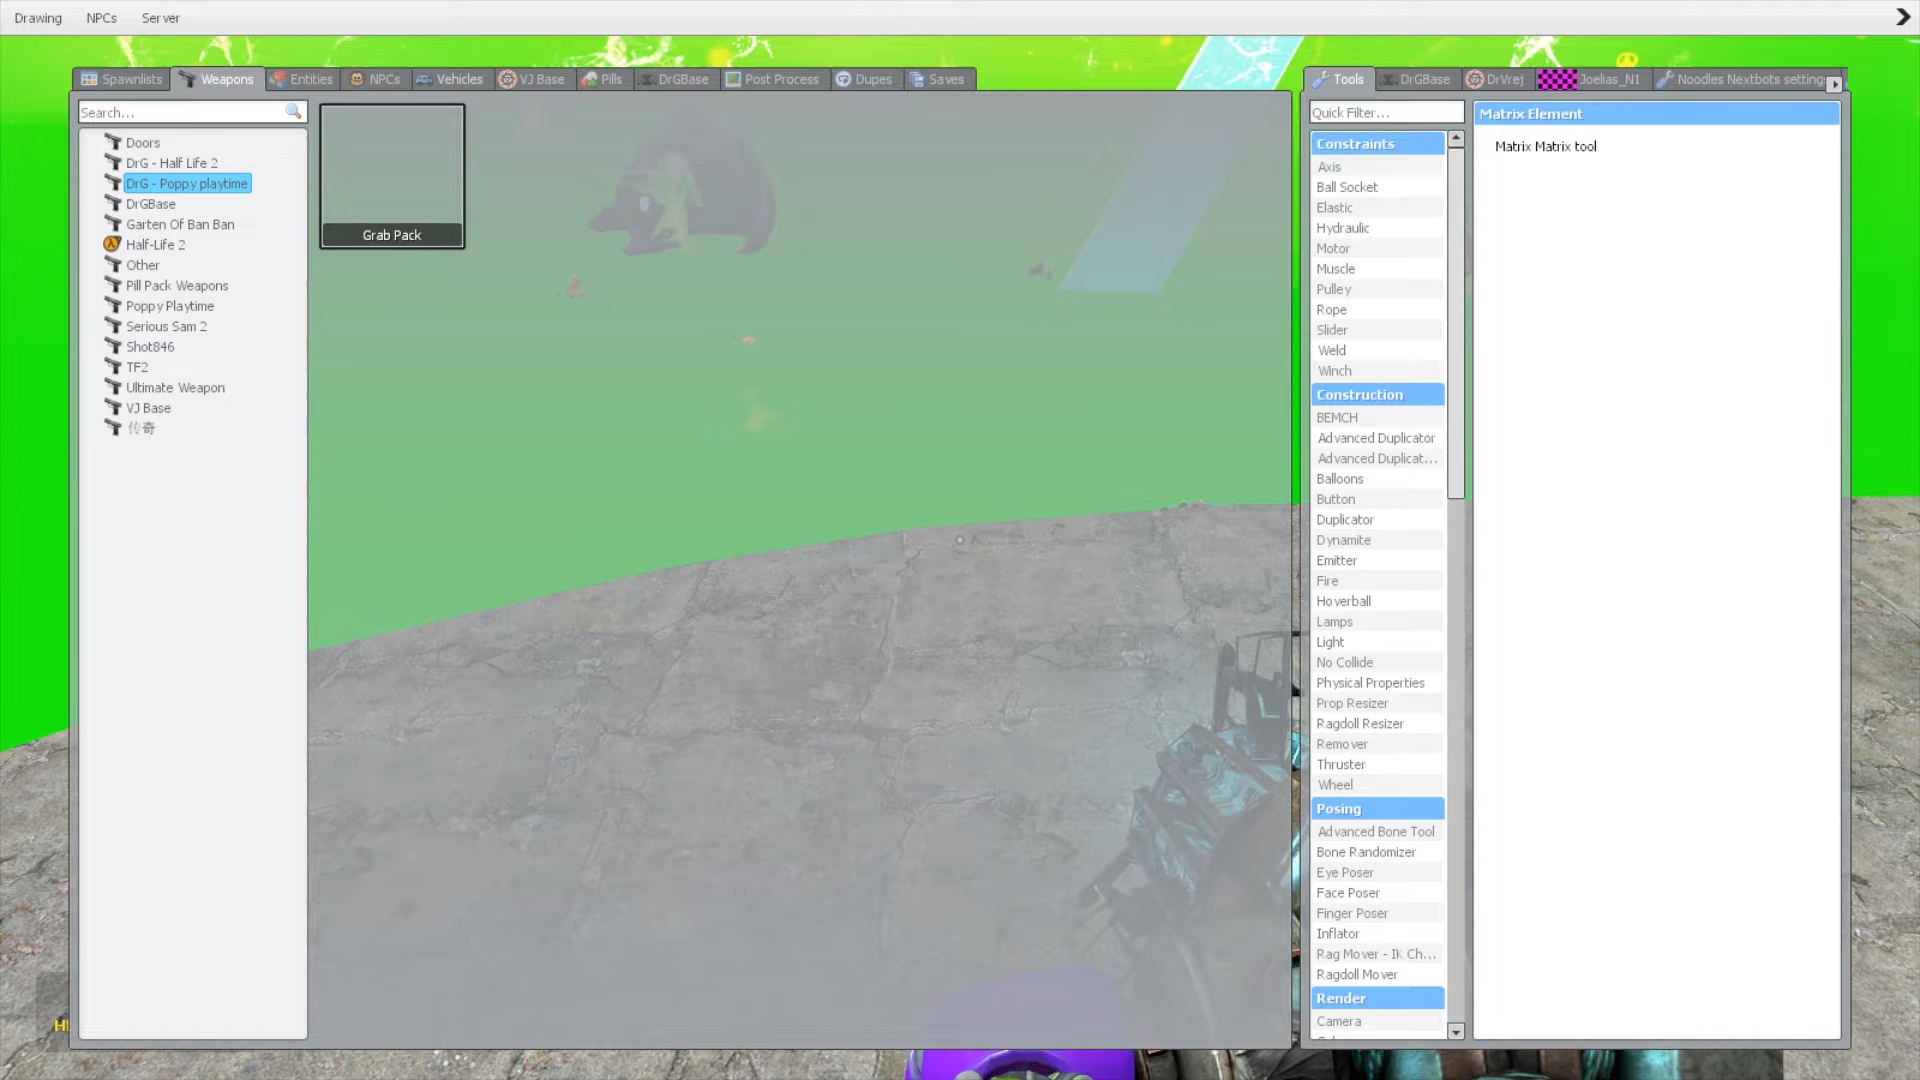 Drawing NPCs Server
Spawnlists Weapons Entities NPCs Vehicles VJ Base Pills DrGBase Post Process Dupes Saves
Search...
Doors
DrG - Half Life 2
DrG - Poppy playtime
DrGBase
Garten Of Ban Ban
Half-Life 2
Other
Pill Pack Weapons
Poppy Playtime
Serious Sam 2
Shot846
TF2
Ultimate Weapon
VJ Base
传奇
Grab Pack
Tools DrGBase DrVrej Joelias_N1 Noodles Nextbots setting
Quick Filter...
Constraints
Axis
Ball Socket
Elastic
Hydraulic
Motor
Muscle
Pulley
Rope
Slider
Weld
Winch
Construction
BEMCH
Advanced Duplicator
Advanced Duplicat...
Balloons
Button
Duplicator
Dynamite
Emitter
Fire
Hoverball
Lamps
Light
No Collide
Physical Properties
Prop Resizer
Ragdoll Resizer
Remover
Thruster
Wheel
Posing
Advanced Bone Tool
Bone Randomizer
Eye Poser
Face Poser
Finger Poser
Inflator
Rag Mover - IK Ch...
Ragdoll Mover
Render
Camera
Matrix Element
Matrix Matrix tool